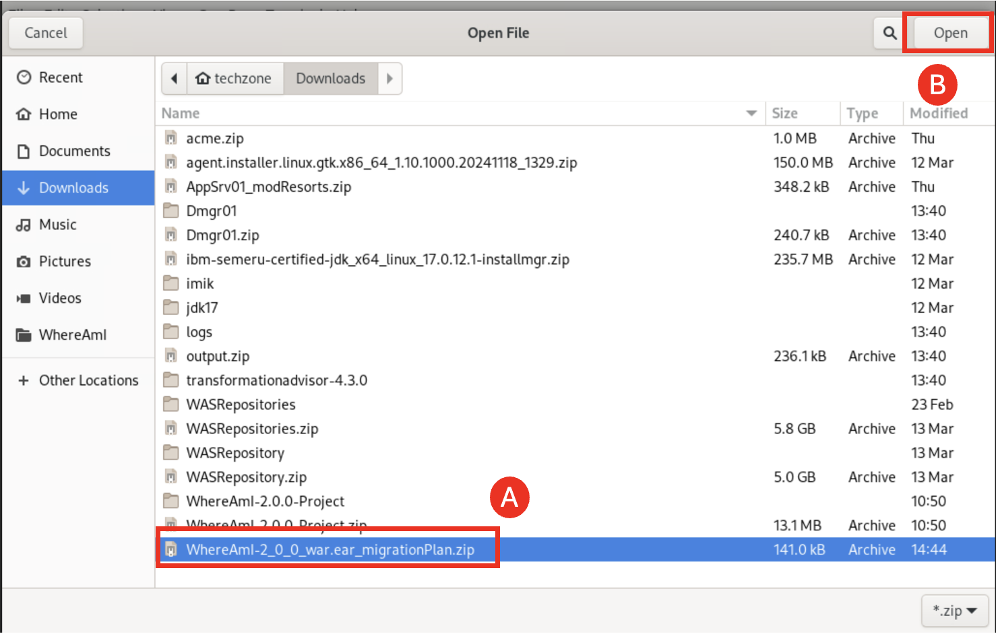 Cancel
Open File
Open
B
Recent
Home
Documents
Downloads
Music
Pictures
Videos
WhereAmI
+ Other Locations
techzone
Downloads
Name Size Type Modified
acme.zip 1.0 MB Archive Thu
agent.installer.linux.gtk.x86_64_1.10.1000.20241118_1329.zip 150.0 MB Archive 12 Mar
AppSrv01_modResorts.zip 348.2 kB Archive Thu
Dmgr01 13:40
Dmgr01.zip 240.7 kB Archive 13:40
ibm-semeru-certified-jdk_x64_linux_17.0.12.1-installmgr.zip 235.7 MB Archive 12 Mar
imik 12 Mar
jdk17 12 Mar
logs 13:40
output.zip 236.1 kB Archive 13:40
transformationadvisor-4.3.0 13:40
WASRepositories 23 Feb
WASRepositories.zip 5.8 GB Archive 13 Mar
WASRepository 13 Mar
WASRepository.zip 5.0 GB Archive 13 Mar
A
WhereAmI-2.0.0-Project 10:50
WhereAmI-2.0.0-Project.zip 13.1 MB Archive 10:50
WhereAmI-2_0_0_war.ear_migrationPlan.zip 141.0 kB Archive 14:44
*.zip